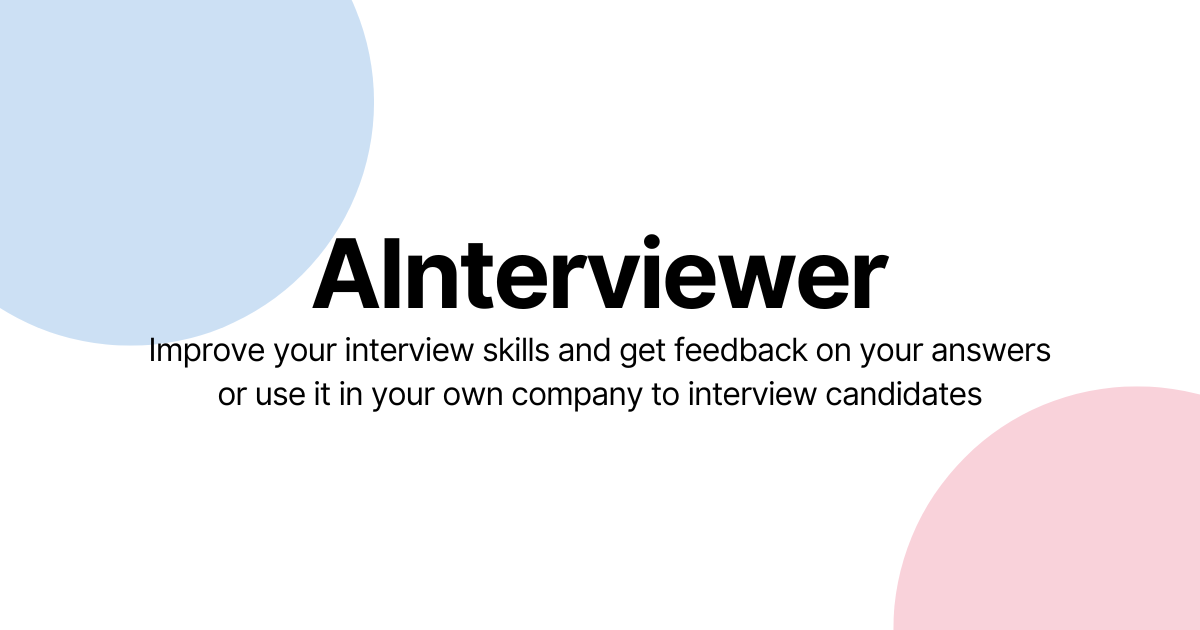 AInterviewer
Improve your interview skills and get feedback on your answers
or use it in your own company to interview candidates